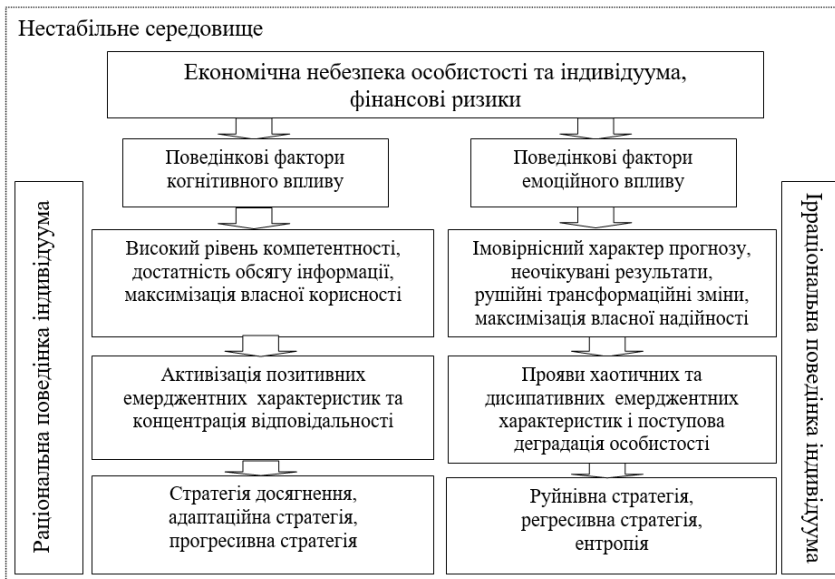 Нестабільне середовище
Економічна небезпека особистості та індивідуума,
фінансові ризики
Поведінкові фактори
когнітивного впливу
Поведінкові фактори
емоційного впливу
Раціональна поведінка індивідуума
Високий рівень компетентності,
достатність обсягу інформації,
максимізація власної корисності
Імовірнісний характер прогнозу,
неочікувані результати,
рушійні трансформаційні зміни,
максимізація власної надійності
Ірраціональна поведінка індивідуума
Активізація позитивних
емерджентних характеристик та
концентрація відповідальності
Прояви хаотичних та
дисипативних емерджентних
характеристик і поступова
деградація особистості
Стратегія досягнення,
адаптаційна стратегія,
прогресивна стратегія
Руйнівна стратегія,
регресивна стратегія,
ентропія